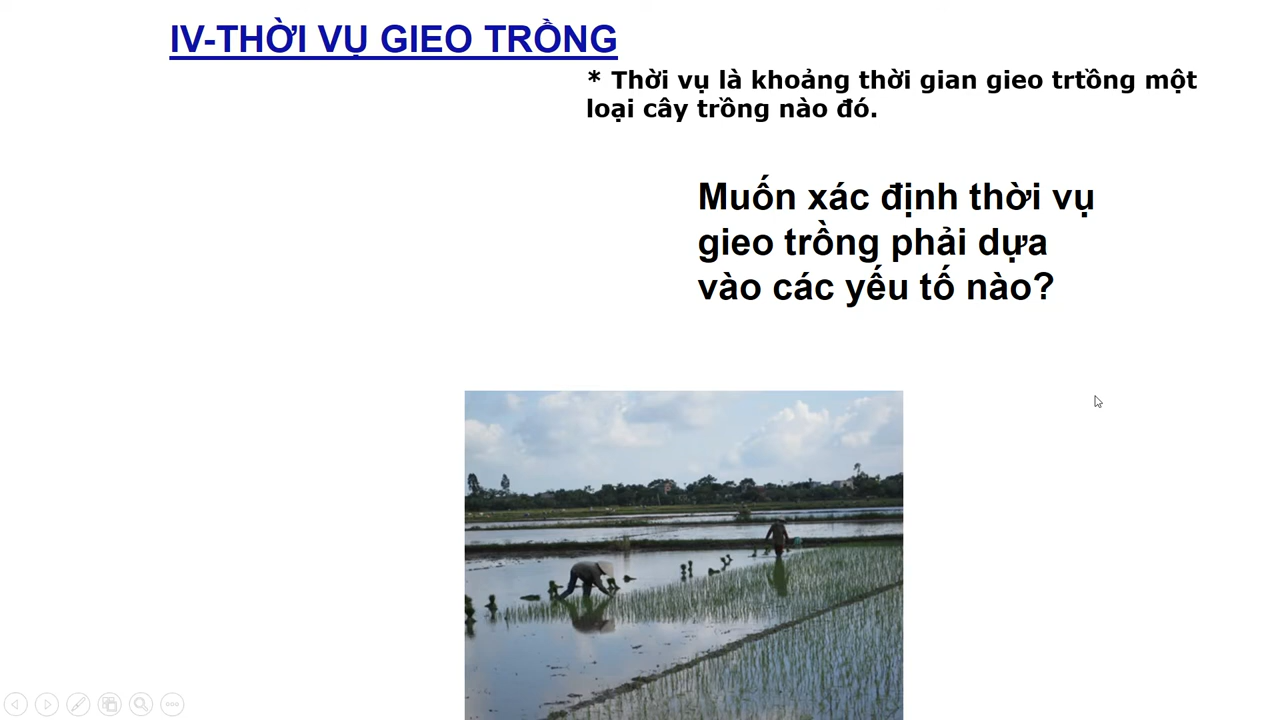 IV-THỜI VỤ GIEO TRỒNG
* Thời vụ là khoảng thời gian gieo trtồng một
loại cây trồng nào đó.
Muốn xác định thời vụ
gieo trồng phải dựa
vào các yếu tố nào?